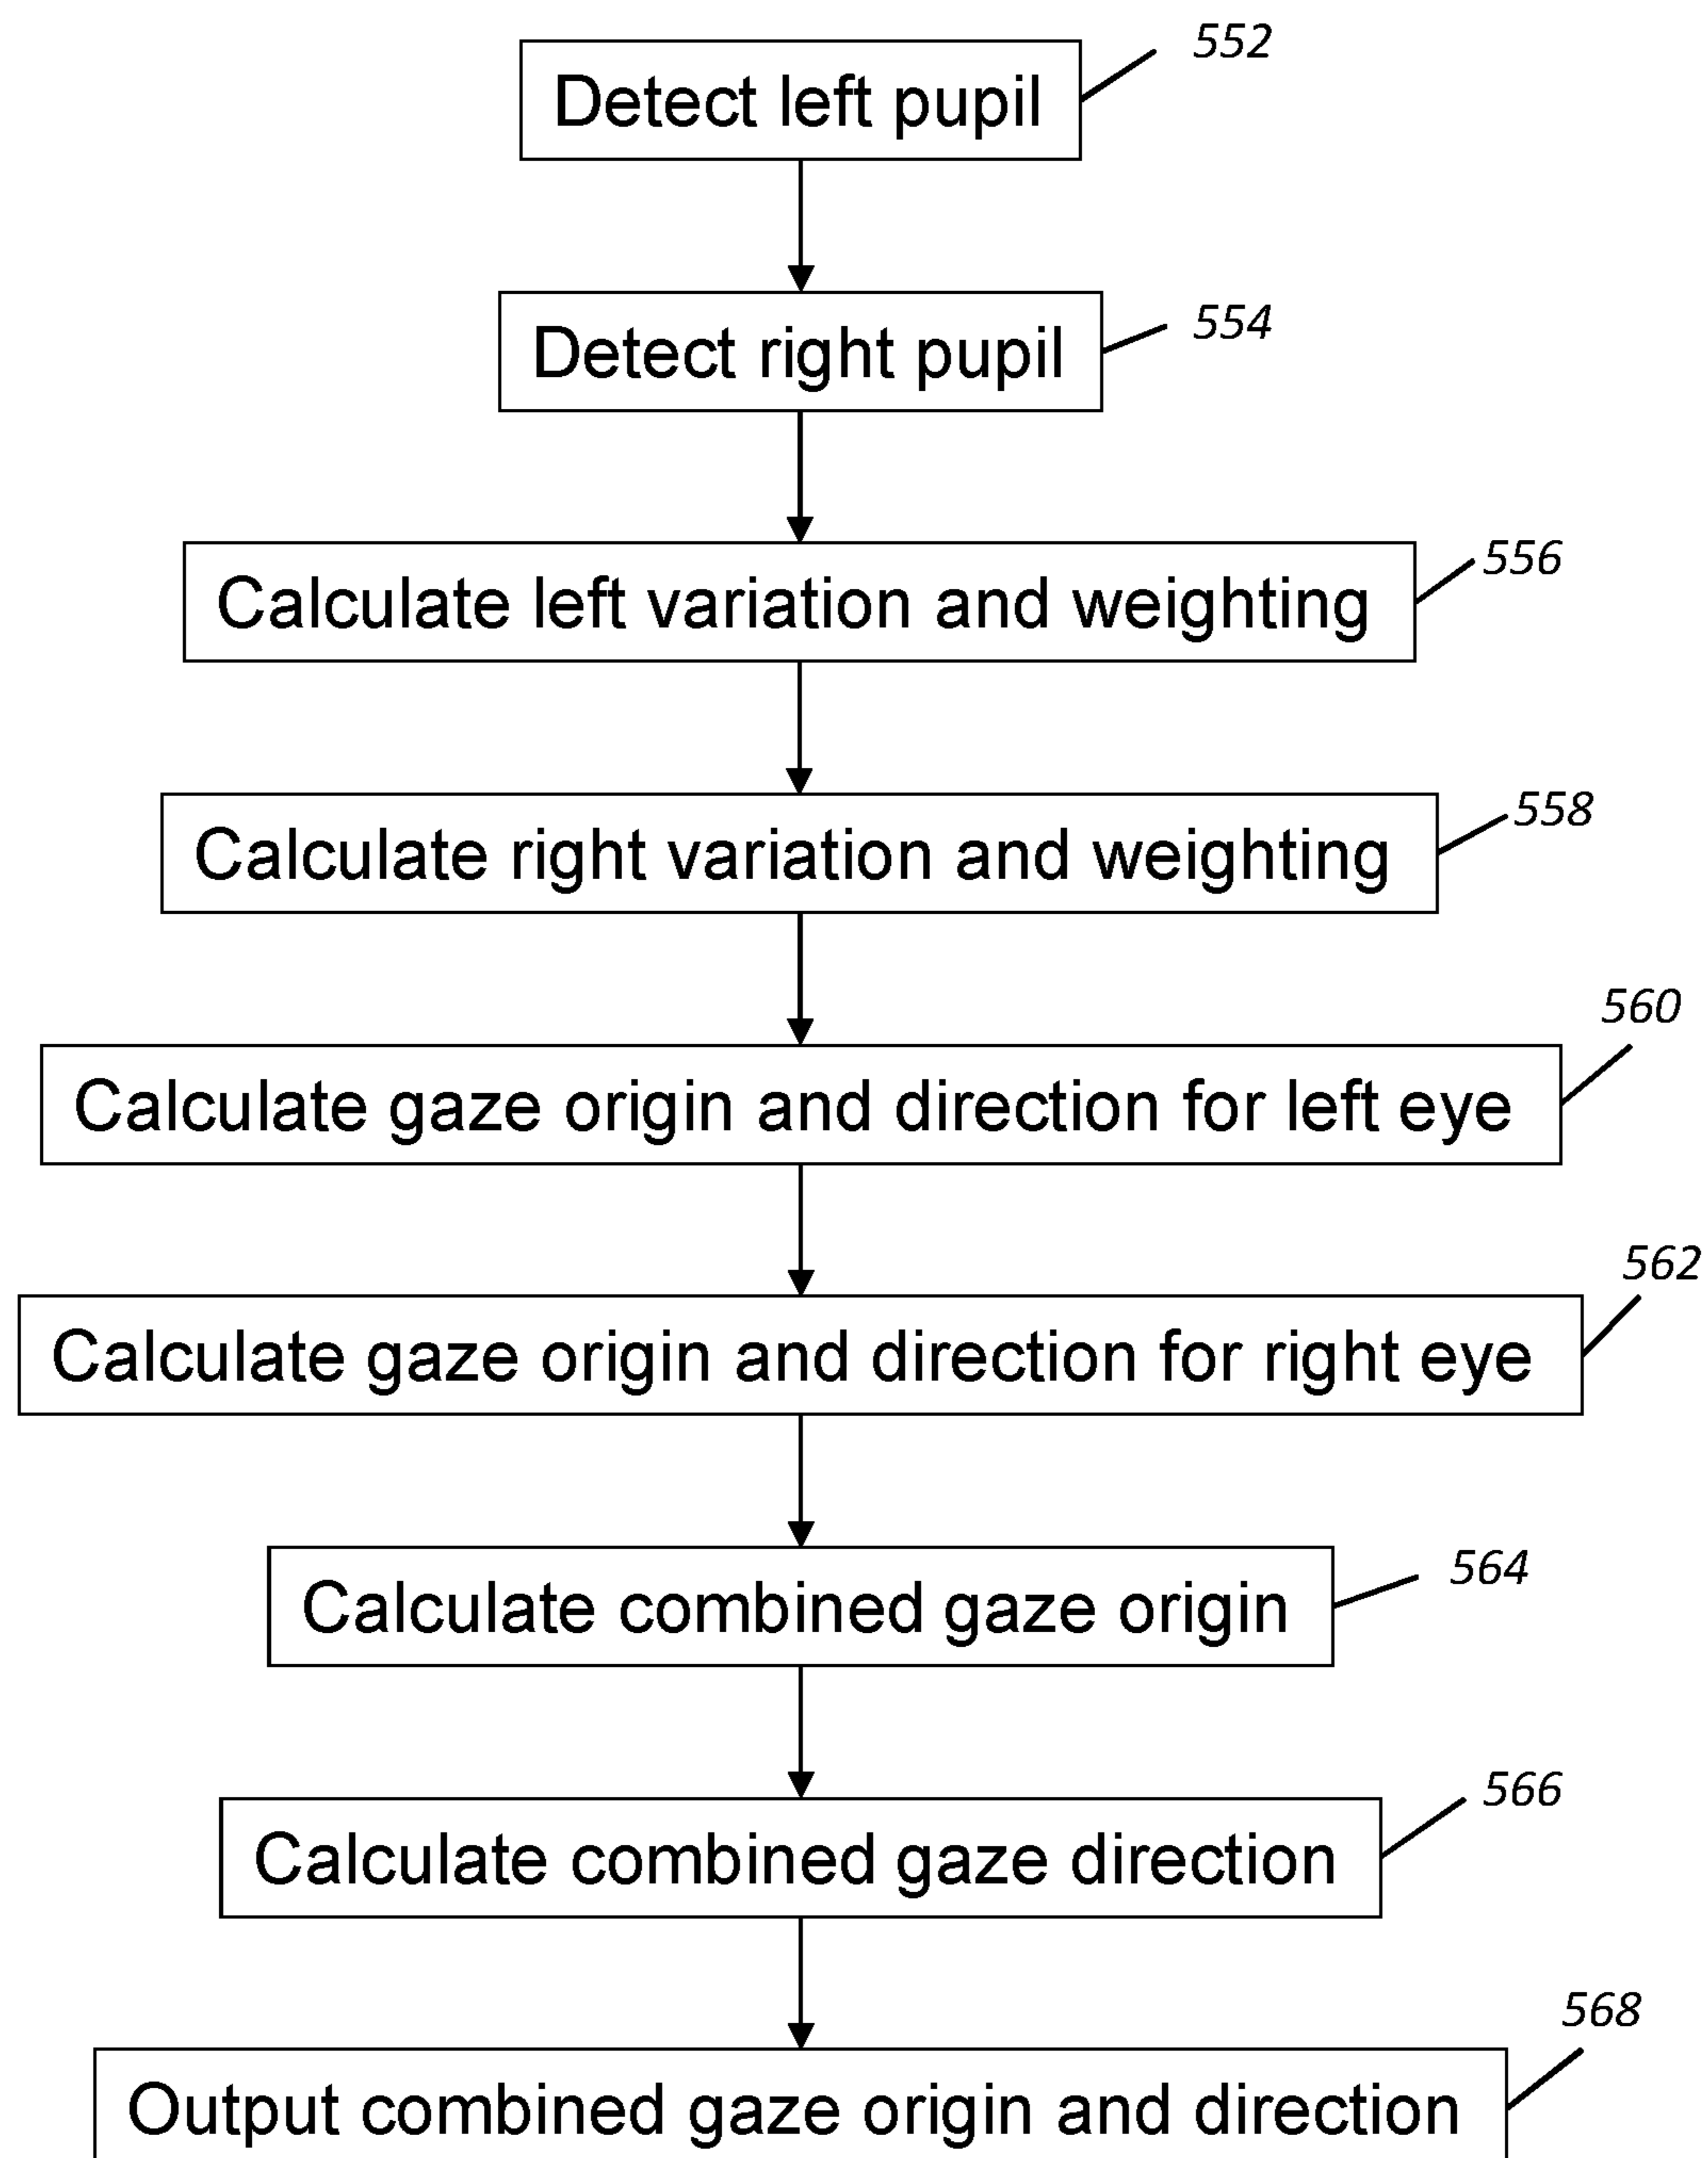 552
Detect left pupil
554
Detect right pupil
556
Calculate left variation and weighting
558
Calculate right variation and weighting
560
Calculate gaze origin and direction for left eye
562
Calculate gaze origin and direction for right eye
564
Calculate combined gaze origin
566
Calculate combined gaze direction
568
Output combined gaze origin and direction